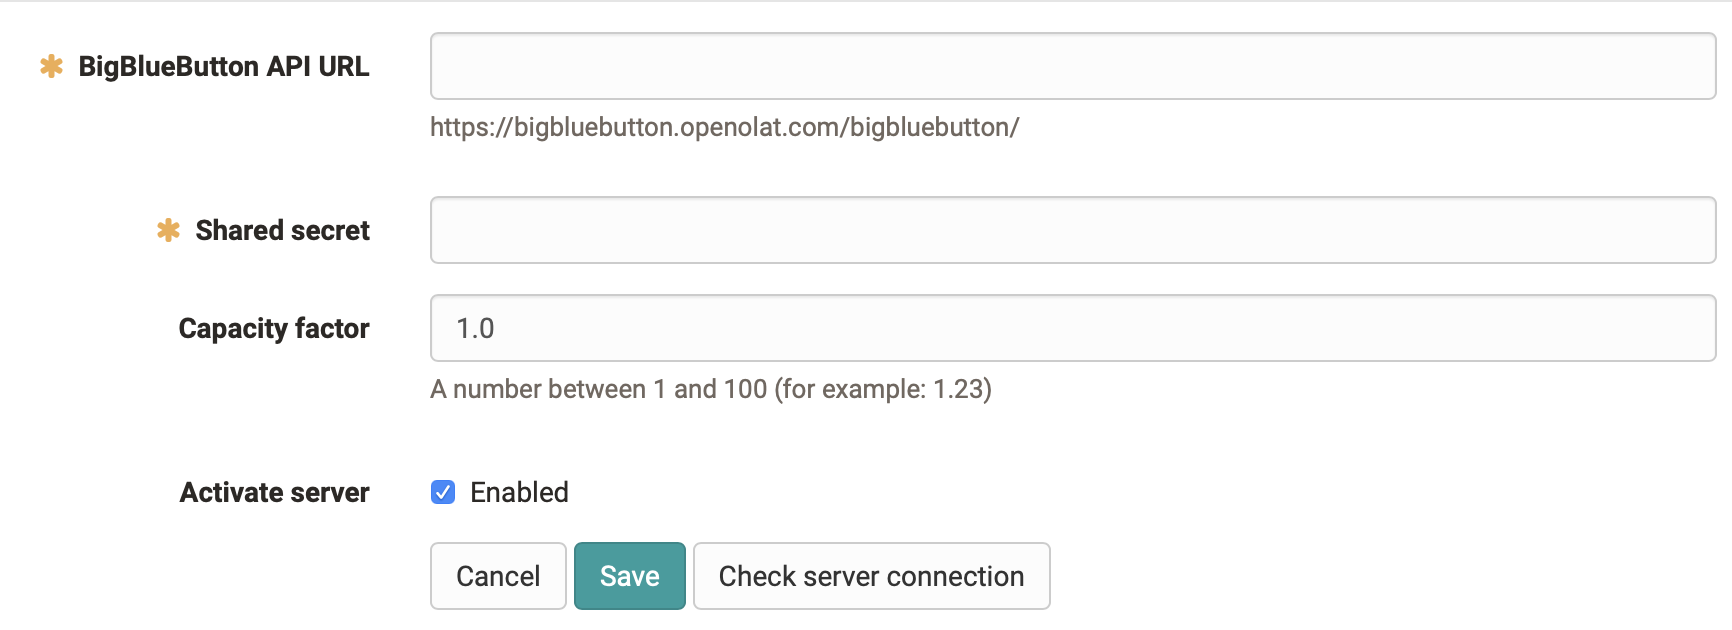 ✱ BigBlueButton API URL
https://bigbluebutton.openolat.com/bigbluebutton/
✱ Shared secret
Capacity factor 1.0
A number between 1 and 100 (for example: 1.23)
Activate server Enabled
Cancel Save Check server connection